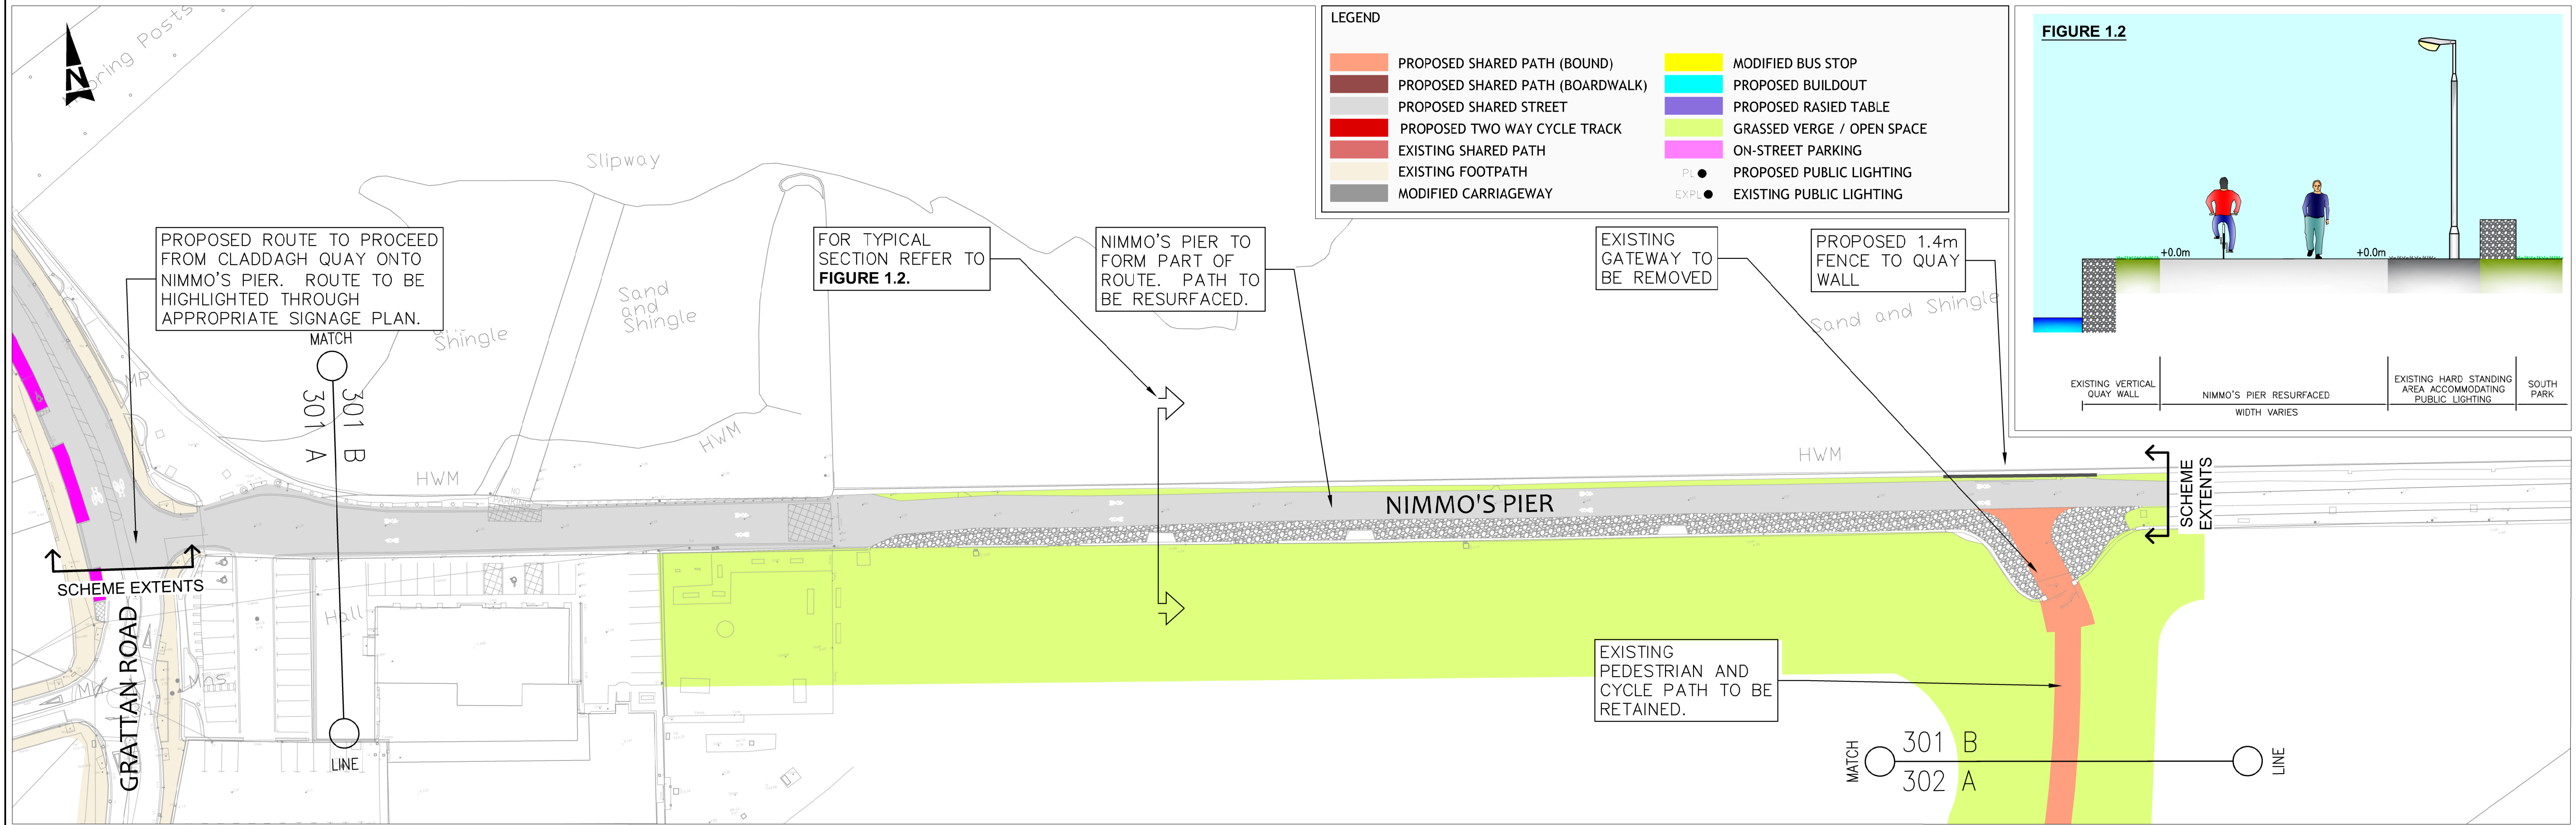 N
Slipway
Sand
and
Shingle
Shingle
Sand and Shingle
HWM
HWM
HWM
MP
Hall
NO
PARKING
PROPOSED ROUTE TO PROCEED
FROM CLADDAGH QUAY ONTO
NIMMO'S PIER. ROUTE TO BE
HIGHLIGHTED THROUGH
APPROPRIATE SIGNAGE PLAN.
MATCH
301 A
301 B
LINE
FOR TYPICAL
SECTION REFER TO
FIGURE 1.2.
NIMMO'S PIER TO
FORM PART OF
ROUTE. PATH TO
BE RESURFACED.
EXISTING
GATEWAY TO
BE REMOVED
PROPOSED 1.4m
FENCE TO QUAY
WALL
NIMMO'S PIER
SCHEME
EXTENTS
SCHEME EXTENTS
GRATTAN ROAD
EXISTING
PEDESTRIAN AND
CYCLE PATH TO BE
RETAINED.
MATCH
301 B
302 A
LINE
LEGEND
PROPOSED SHARED PATH (BOUND)
PROPOSED SHARED PATH (BOARDWALK)
PROPOSED SHARED STREET
PROPOSED TWO WAY CYCLE TRACK
EXISTING SHARED PATH
EXISTING FOOTPATH
MODIFIED CARRIAGEWAY
MODIFIED BUS STOP
PROPOSED BUILDOUT
PROPOSED RASIED TABLE
GRASSED VERGE / OPEN SPACE
ON-STREET PARKING
PL PROPOSED PUBLIC LIGHTING
EXPL EXISTING PUBLIC LIGHTING
FIGURE 1.2
+0.0m
+0.0m
EXISTING VERTICAL
QUAY WALL
NIMMO'S PIER RESURFACED
EXISTING HARD STANDING
AREA ACCOMMODATING
PUBLIC LIGHTING
SOUTH
PARK
WIDTH VARIES